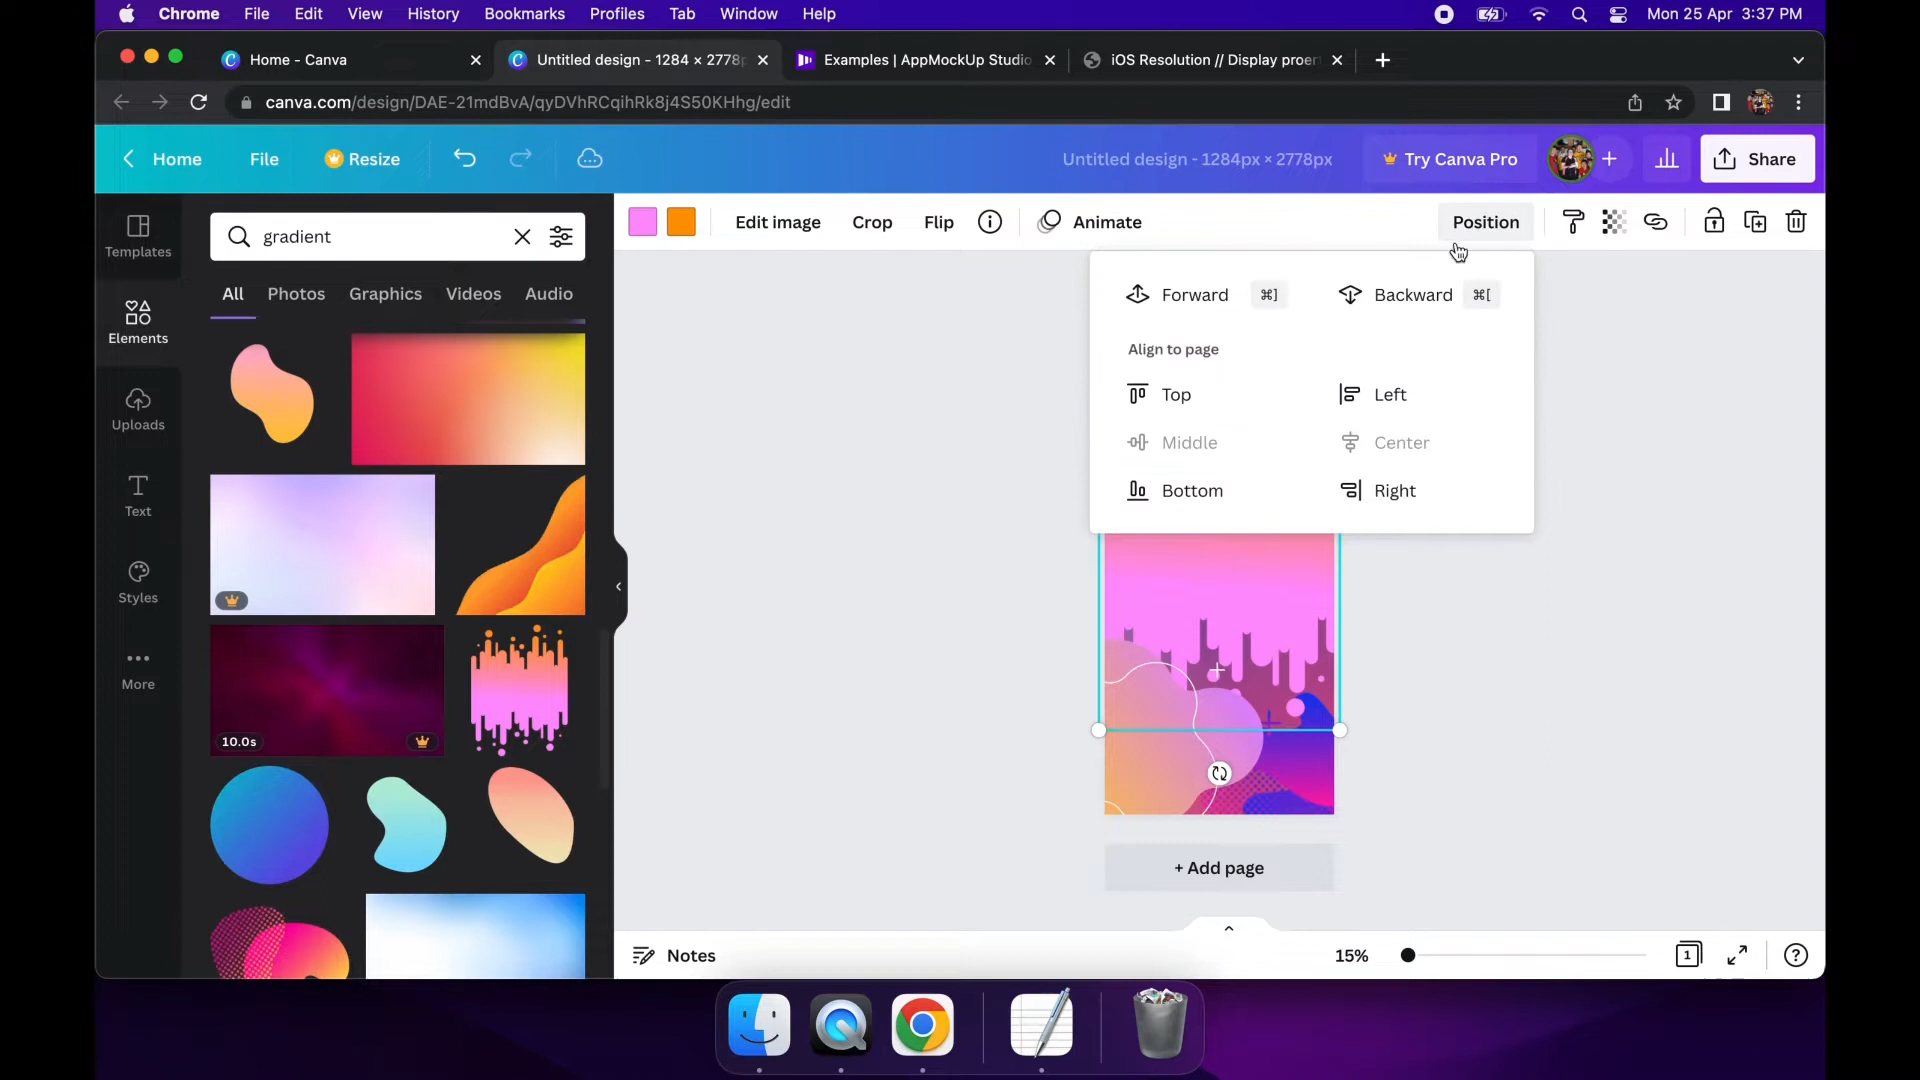 Chrome File Edit View History Bookmarks Profiles Tab Window Help Mon 25 Apr 3:37 PM
Home - Canva Untitled design - 1284 × 2778p Examples | AppMockUp Studio iOS Resolution // Display proer
canva.com/design/DAE-21mdBvA/qyDVhRCqihRk8j4S50KHhg/edit
Home File Resize Untitled design - 1284px × 2778px Try Canva Pro Share
Templates
Elements
Uploads
Text
Styles
More
gradient
All Photos Graphics Videos Audio
10.0s
Edit image Crop Flip Animate Position
Forward ⌘] Backward ⌘[
Align to page
Top Left
Middle Center
Bottom Right
+ Add page
Notes 15% 1